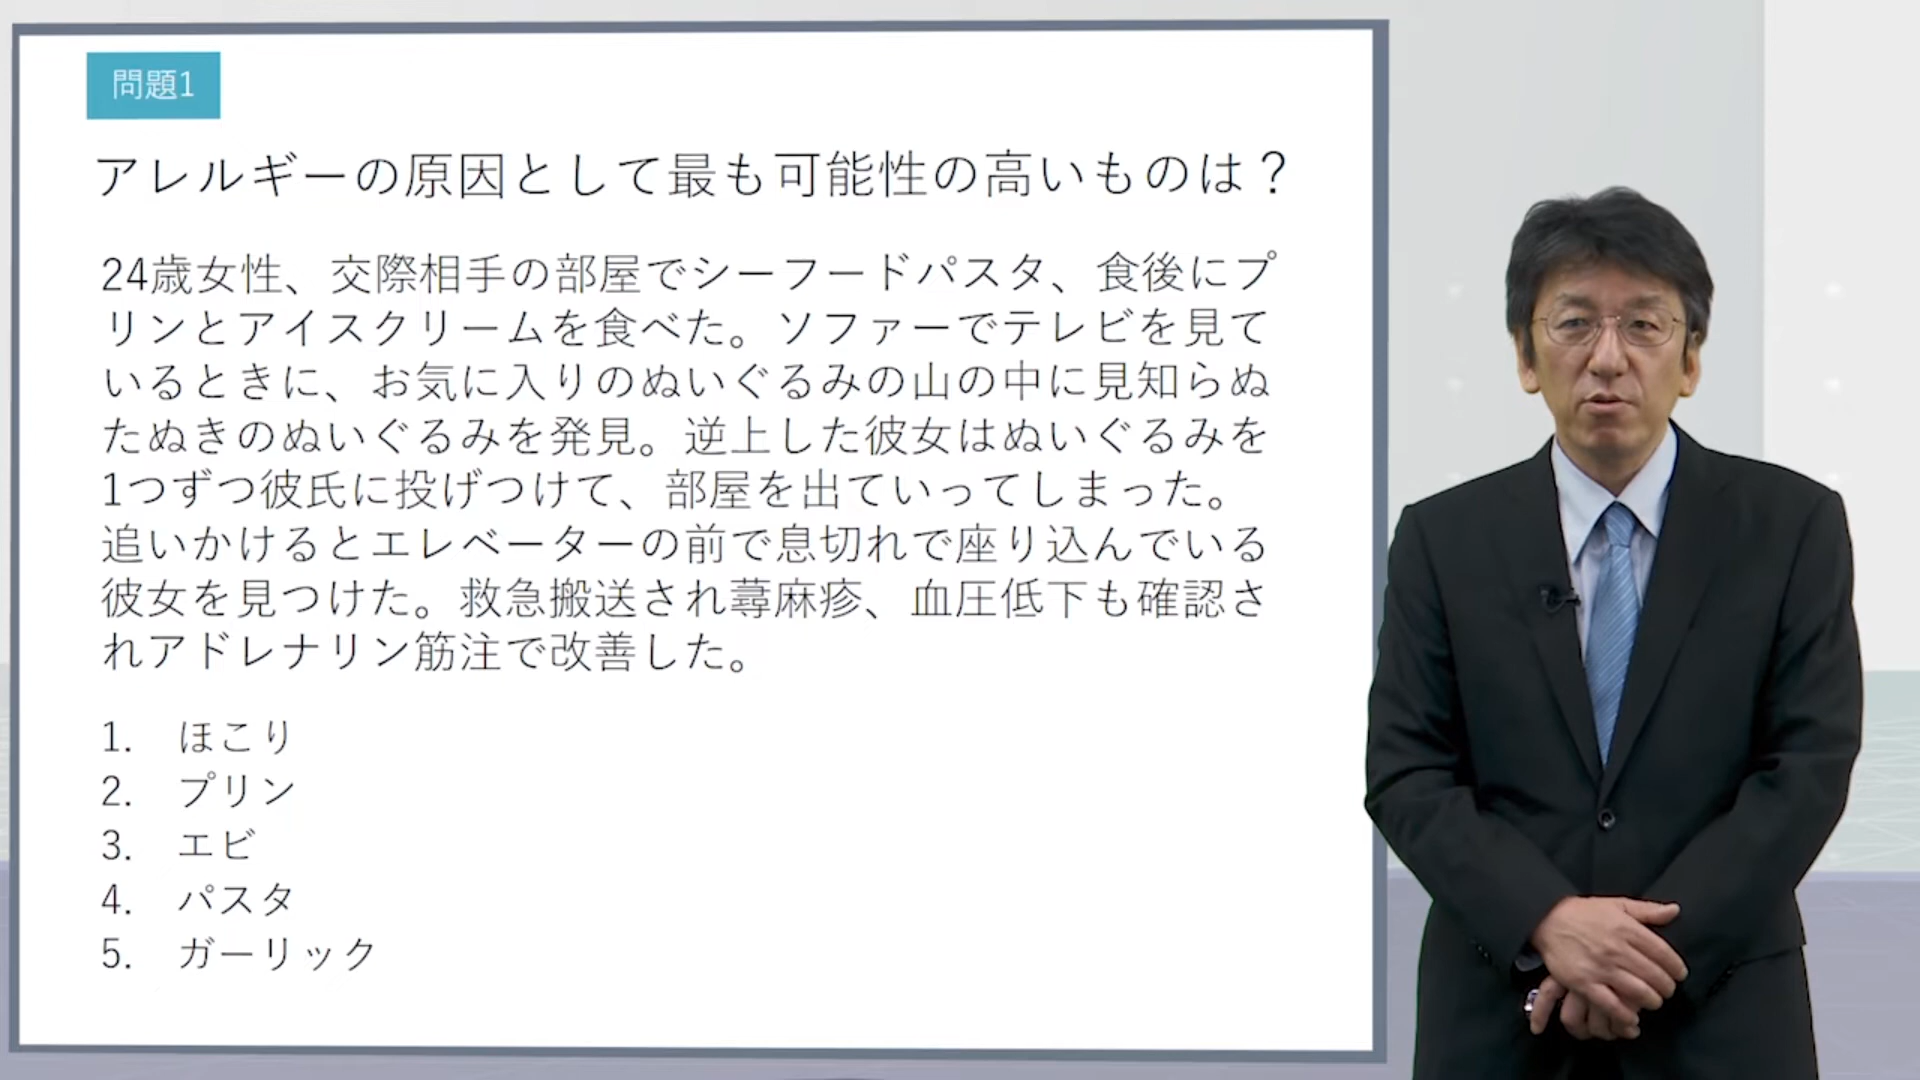 問題1
アレルギーの原因として最も可能性の高いものは？
24歳女性、交際相手の部屋でシーフードパスタ、食後にプ
リンとアイスクリームを食べた。ソファーでテレビを見て
いるときに、お気に入りのぬいぐるみの山の中に見知らぬ
たぬきのぬいぐるみを発見。逆上した彼女はぬいぐるみを
1つずつ彼氏に投げつけて、部屋を出ていってしまった。
追いかけるとエレベーターの前で息切れで座り込んでいる
彼女を見つけた。救急搬送され蕁麻疹、血圧低下も確認さ
れアドレナリン筋注で改善した。
1. ほこり
2. プリン
3. エビ
4. パスタ
5. ガーリック